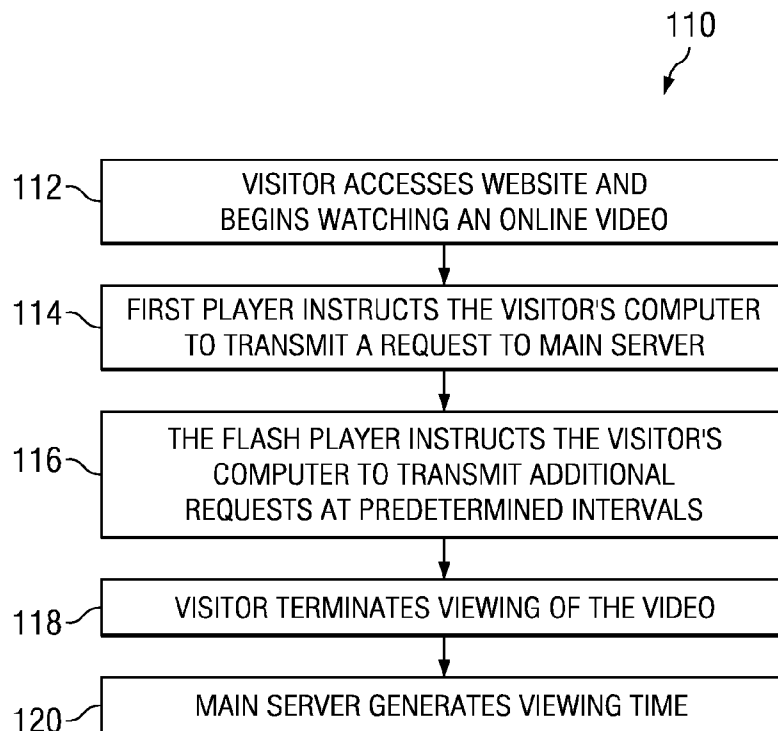 110
112
VISITOR ACCESSES WEBSITE AND
BEGINS WATCHING AN ONLINE VIDEO
114
FIRST PLAYER INSTRUCTS THE VISITOR'S COMPUTER
TO TRANSMIT A REQUEST TO MAIN SERVER
116
THE FLASH PLAYER INSTRUCTS THE VISITOR'S
COMPUTER TO TRANSMIT ADDITIONAL
REQUESTS AT PREDETERMINED INTERVALS
118
VISITOR TERMINATES VIEWING OF THE VIDEO
120
MAIN SERVER GENERATES VIEWING TIME